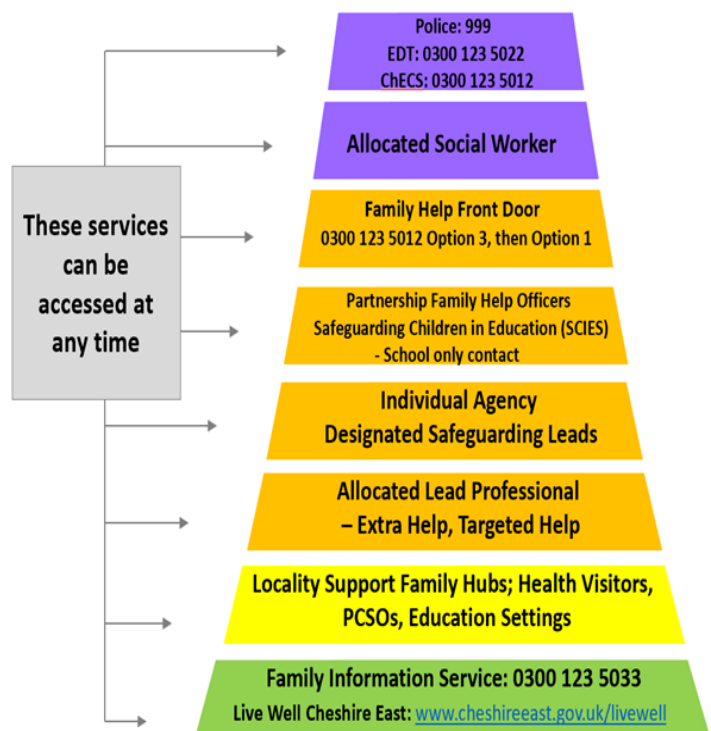 Police: 999
EDT: 0300 123 5022
ChECS: 0300 123 5012
Allocated Social Worker
These services
can be
accessed at
any time
Family Help Front Door
0300 123 5012 Option 3, then Option 1
Partnership Family Help Officers
Safeguarding Children in Education (SCIES)
- School only contact
Individual Agency
Designated Safeguarding Leads
Allocated Lead Professional
– Extra Help, Targeted Help
Locality Support Family Hubs; Health Visitors,
PCSOs, Education Settings
Family Information Service: 0300 123 5033
Live Well Cheshire East: www.cheshireeast.gov.uk/livewell